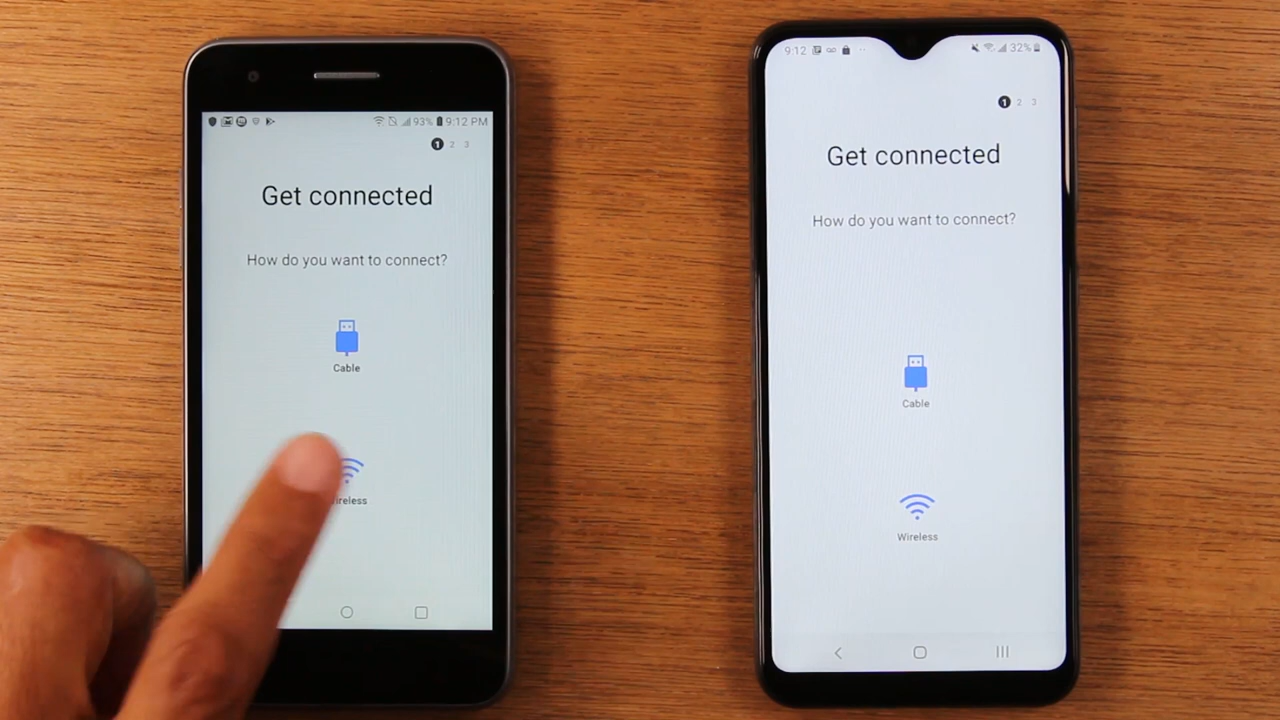 93% 9:12 PM
1 2 3
Get connected
How do you want to connect?
Cable
ireless
9:12 32%
1 2 3
Get connected
How do you want to connect?
Cable
Wireless